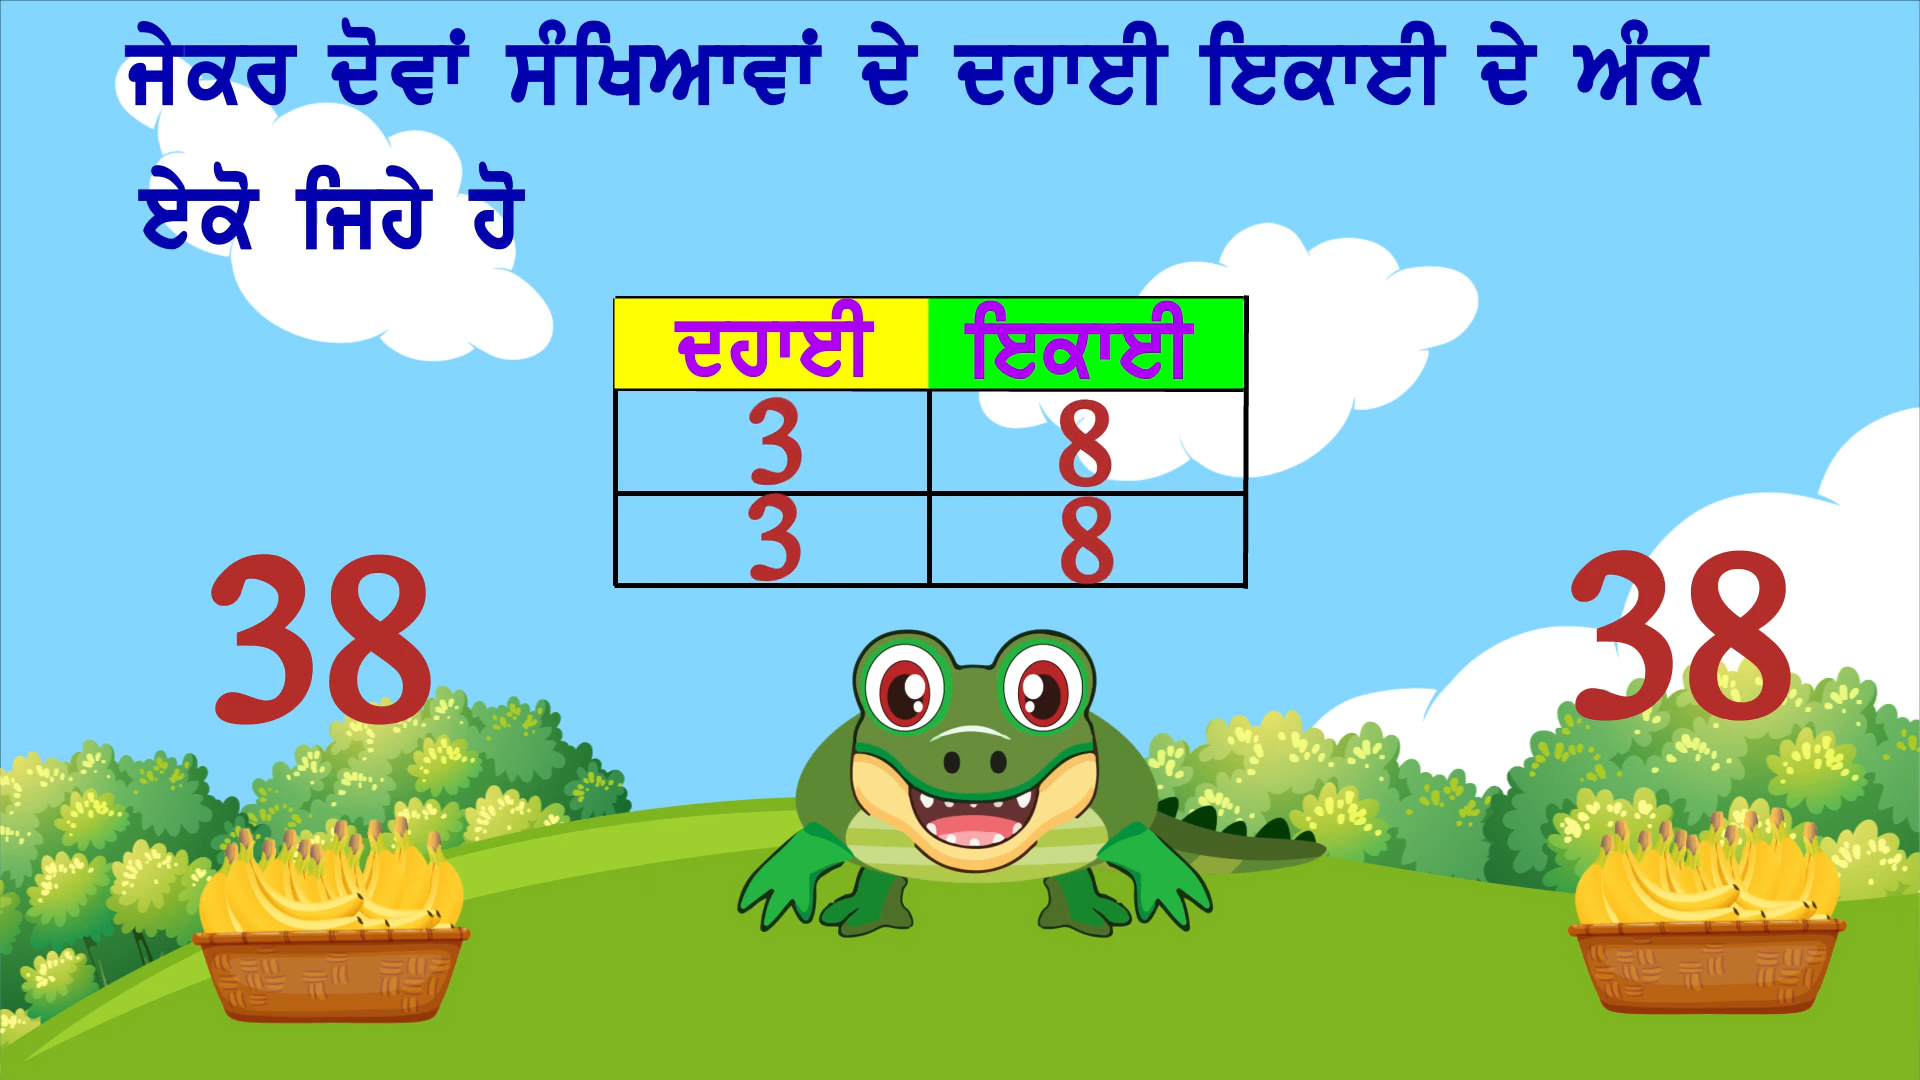 ਜੇਕਰ ਦੋਵਾਂ ਸੰਖਿਆਵਾਂ ਦੇ ਦਹਾਈ ਇਕਾਈ ਦੇ ਅੰਕ
ਏਕੋ ਜਿਹੇ ਹੋ
ਦਹਾਈ ਇਕਾਈ
3 8
3 8
38 38